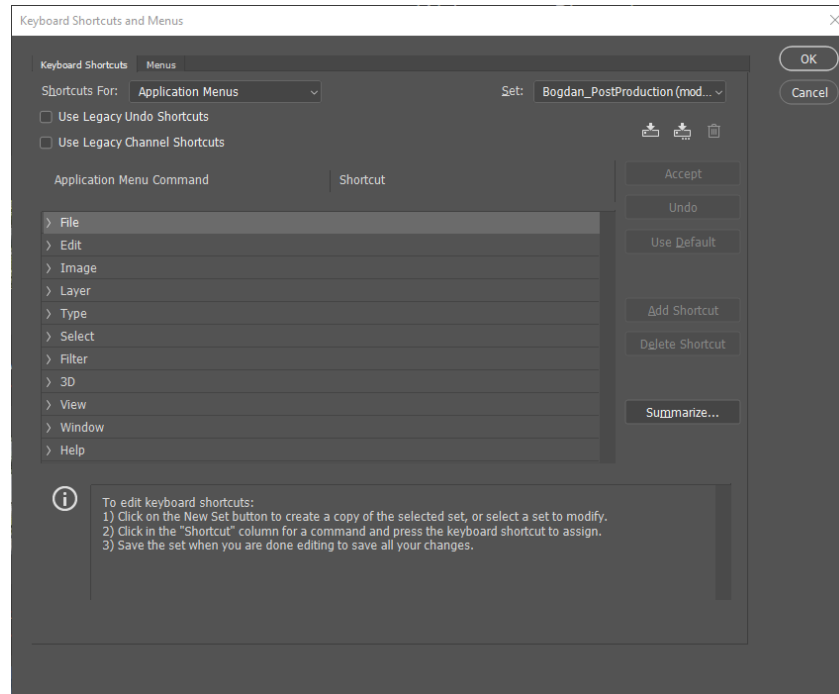 Keyboard Shortcuts and Menus
OK
Keyboard Shortcuts Menus
Shortcuts For: Application Menus Set: Bogdan_PostProduction (mod...
Cancel
Use Legacy Undo Shortcuts
Use Legacy Channel Shortcuts
Application Menu Command Shortcut
Accept
Undo
Use Default
Add Shortcut
Delete Shortcut
Summarize...
File
Edit
Image
Layer
Type
Select
Filter
3D
View
Window
Help
To edit keyboard shortcuts:
1) Click on the New Set button to create a copy of the selected set, or select a set to modify.
2) Click in the "Shortcut" column for a command and press the keyboard shortcut to assign.
3) Save the set when you are done editing to save all your changes.